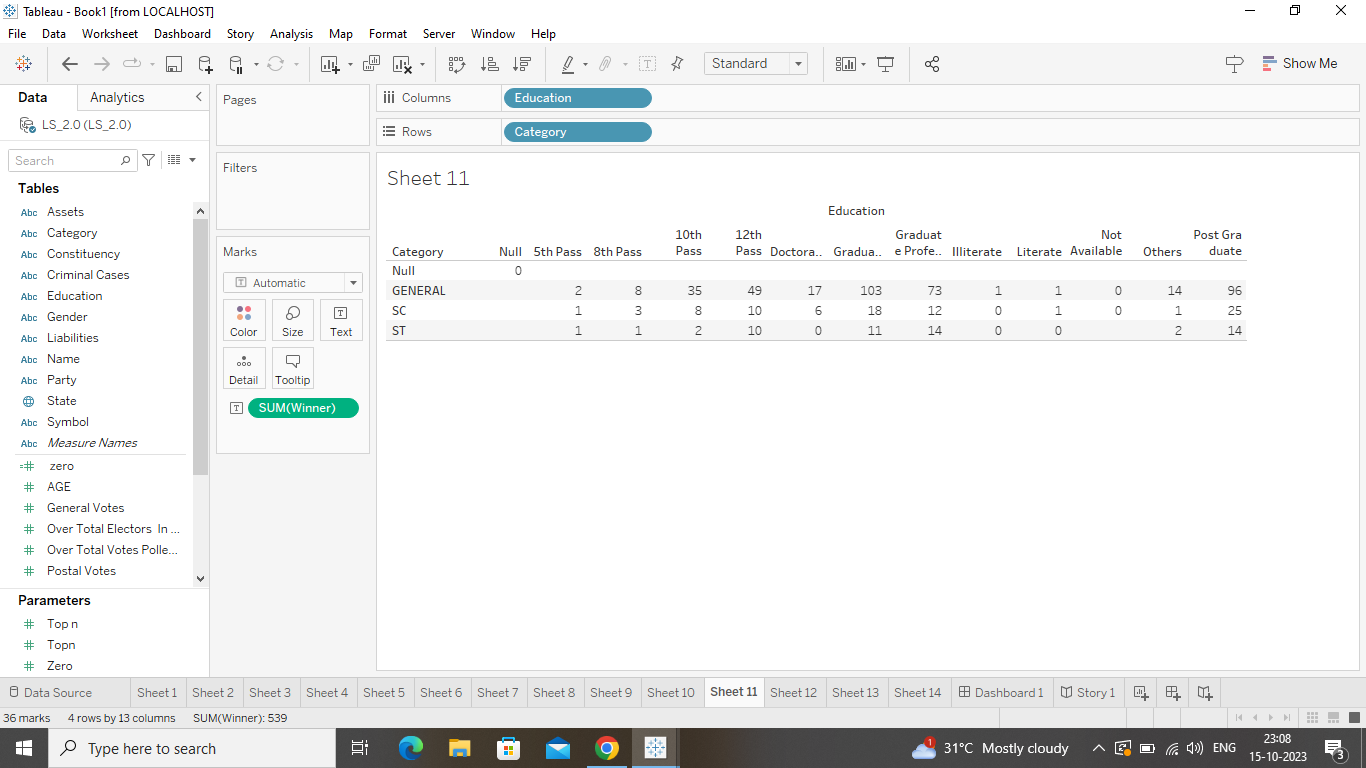 Tableau - Book1 [from LOCALHOST]
File Data Worksheet Dashboard Story Analysis Map Format Server Window Help
Standard
Show Me
Data Analytics
LS_2.0 (LS_2.0)
Search
Tables
Abc Assets
Abc Category
Abc Constituency
Abc Criminal Cases
Abc Education
Abc Gender
Abc Liabilities
Abc Name
Abc Party
State
Abc Symbol
Abc Measure Names
=# zero
# AGE
# General Votes
# Over Total Electors In ...
# Over Total Votes Polle...
# Postal Votes
Parameters
# Top n
# Topn
# Zero
Pages
Filters
Marks
T Automatic
Color Size Text
Detail Tooltip
T SUM(Winner)
Columns Education
Rows Category
Sheet 11
Education
Category Null 5th Pass 8th Pass 10th Pass 12th Pass Doctora.. Gradua.. Graduat e Profe.. Illiterate Literate Not Available Others Post Gra duate
Null 0
GENERAL 2 8 35 49 17 103 73 1 1 0 14 96
SC 1 3 8 10 6 18 12 0 1 0 1 25
ST 1 1 2 10 0 11 14 0 0 2 14
Data Source Sheet 1 Sheet 2 Sheet 3 Sheet 4 Sheet 5 Sheet 6 Sheet 7 Sheet 8 Sheet 9 Sheet 10 Sheet 11 Sheet 12 Sheet 13 Sheet 14 Dashboard 1 Story 1
36 marks 4 rows by 13 columns SUM(Winner): 539
Type here to search
1 31°C Mostly cloudy ENG 23:08
15-10-2023 3